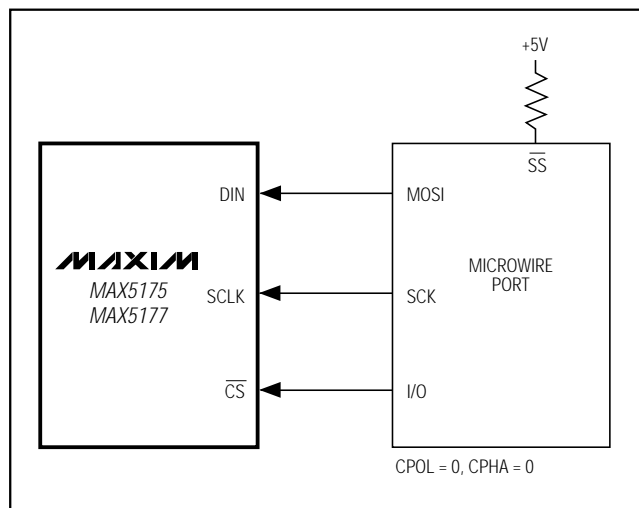 +5V
SS
DIN
MOSI
MAXIM
MAX5175
MAX5177
SCLK
SCK
MICROWIRE
PORT
CS
I/O
CPOL = 0, CPHA = 0